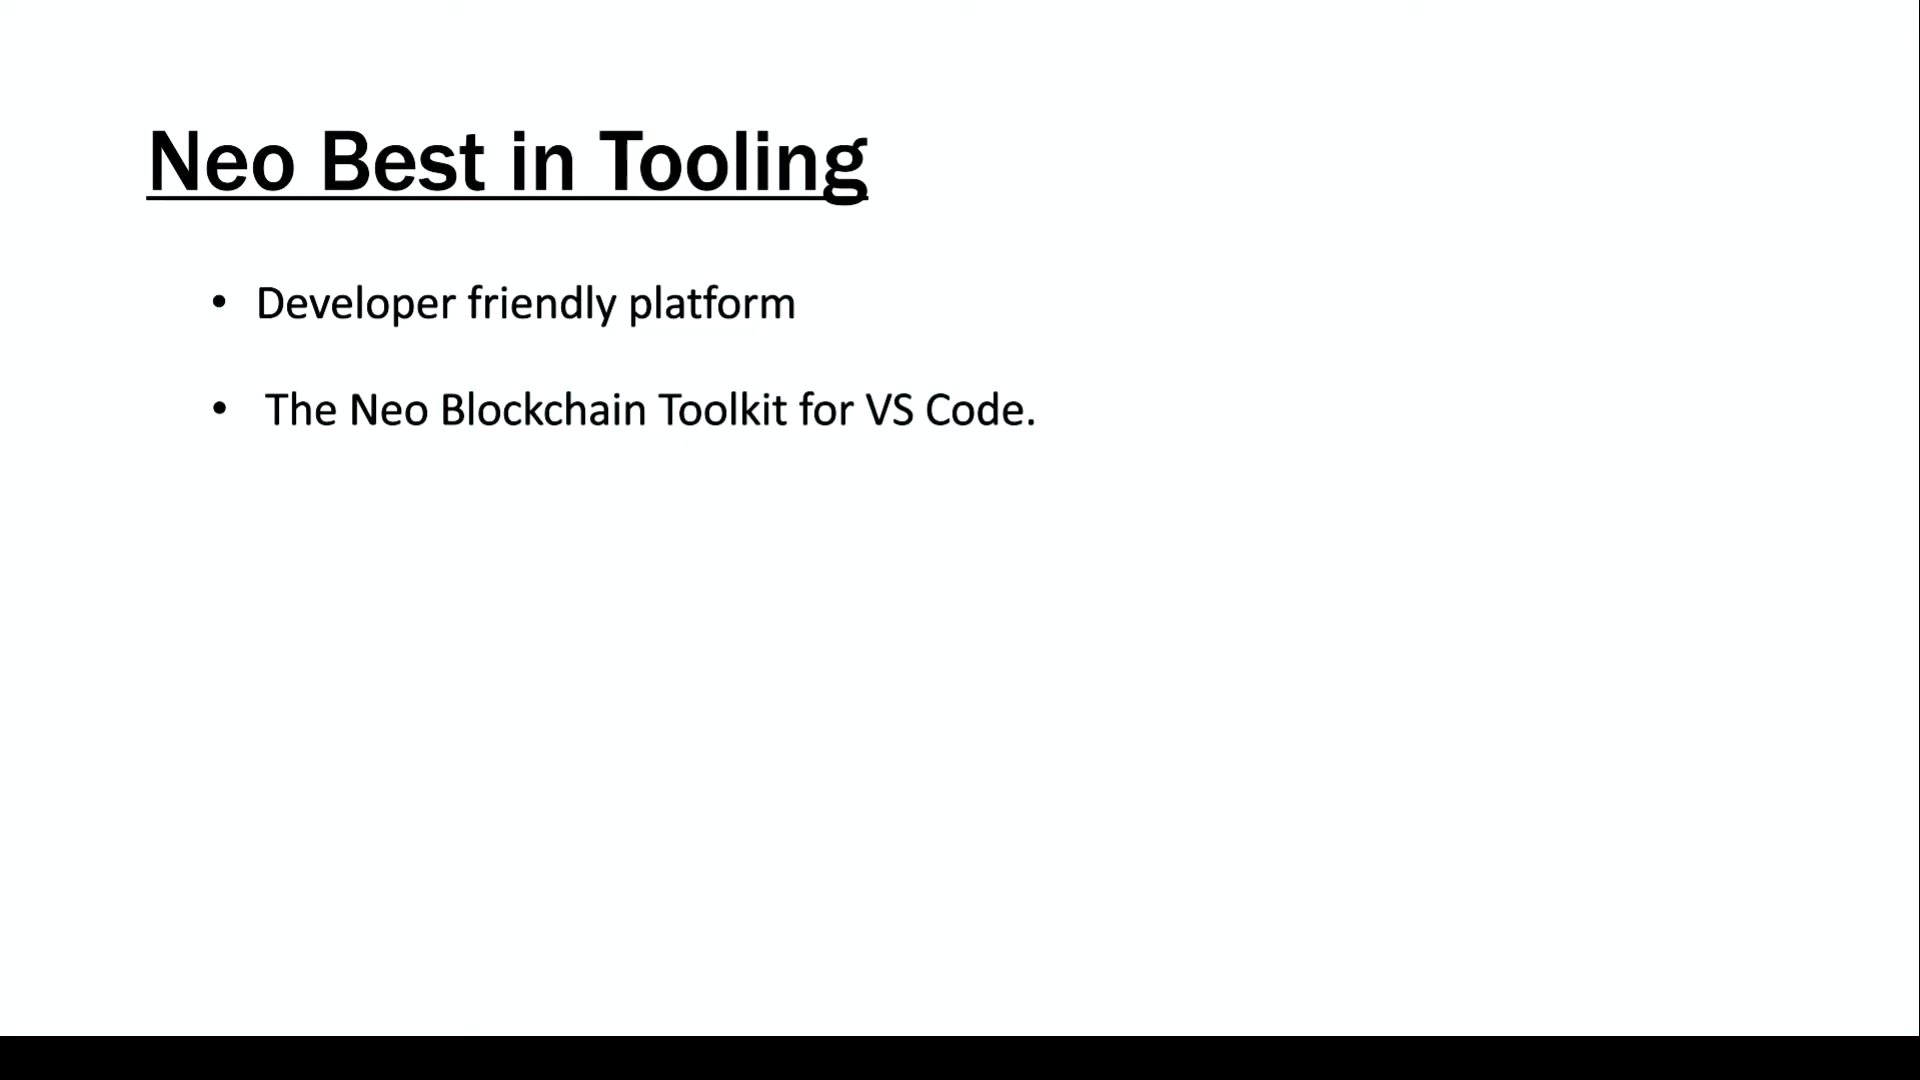 Neo Best in Tooling
• Developer friendly platform
• The Neo Blockchain Toolkit for VS Code.